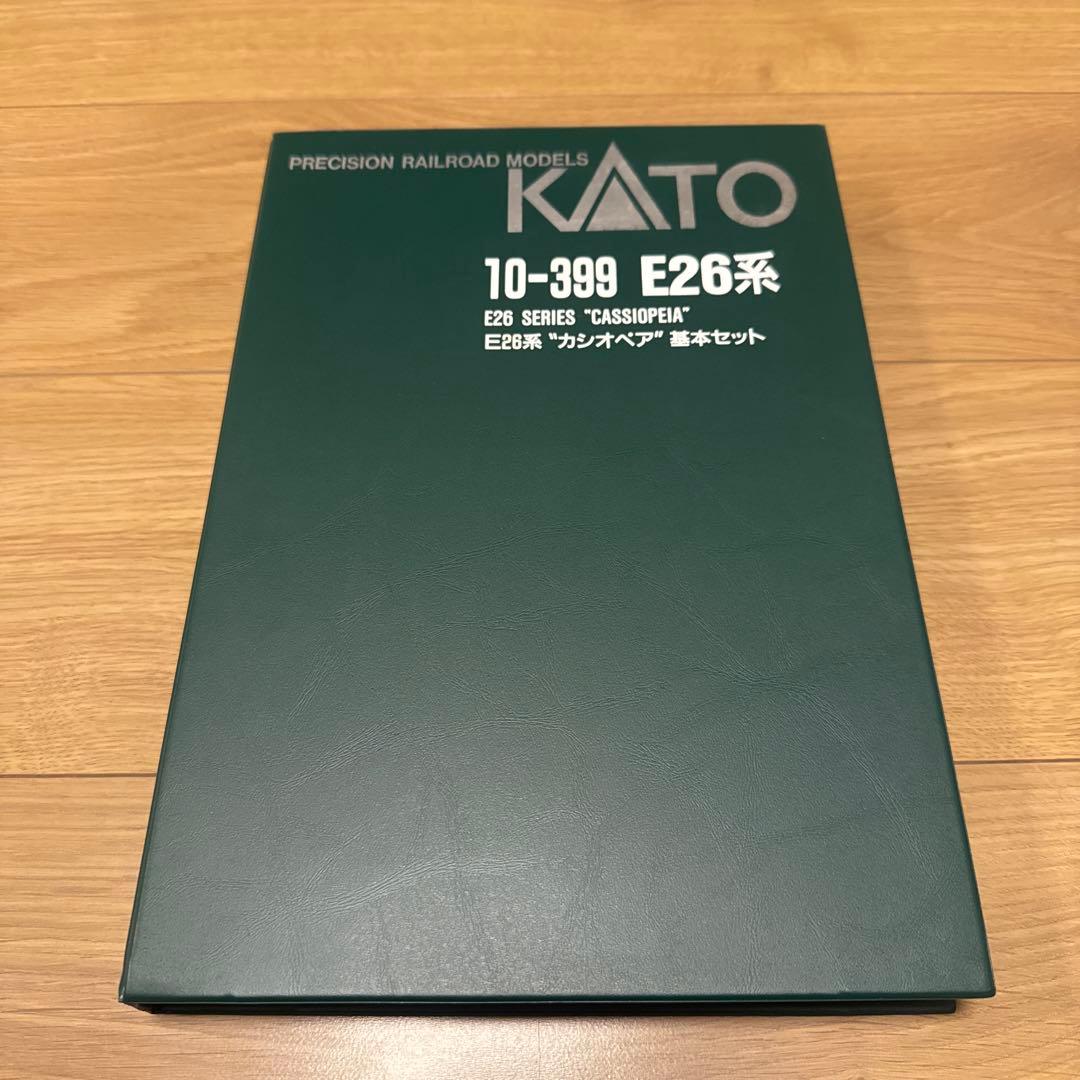 PRECISION RAILROAD MODELS
KATO
10-399 E26系
E26 SERIES "CASSIOPEIA"
E26系 "カシオペア" 基本セット